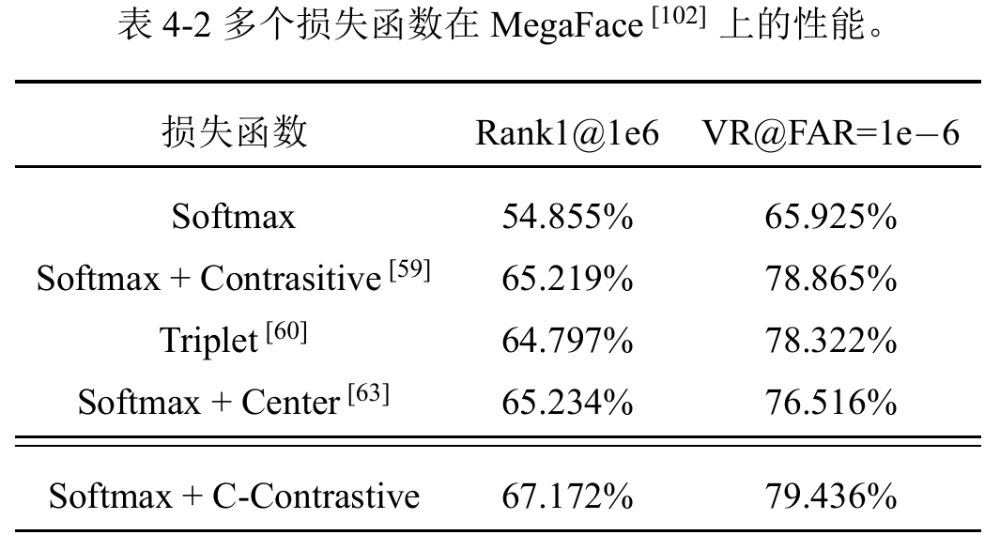 表 4-2 多个损失函数在 MegaFace [102] 上的性能。
损失函数 Rank1@1e6 VR@FAR=1e−6
Softmax 54.855% 65.925%
Softmax + Contrasitive [59] 65.219% 78.865%
Triplet [60] 64.797% 78.322%
Softmax + Center [63] 65.234% 76.516%
Softmax + C-Contrastive 67.172% 79.436%